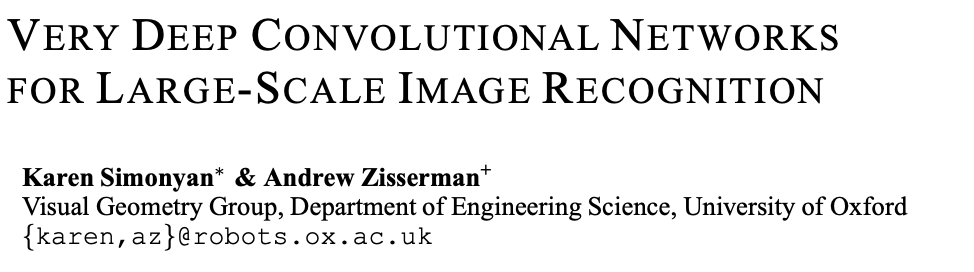 VERY DEEP CONVOLUTIONAL NETWORKS
FOR LARGE-SCALE IMAGE RECOGNITION
Karen Simonyan* & Andrew Zisserman+
Visual Geometry Group, Department of Engineering Science, University of Oxford
{karen,az}@robots.ox.ac.uk